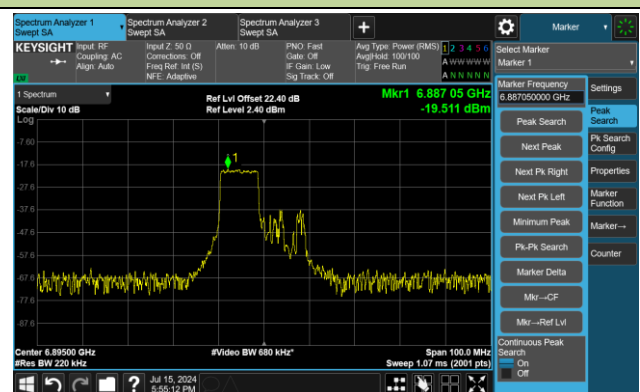 Spectrum Analyzer 1
Swept SA
Spectrum Analyzer 2
Swept SA
Spectrum Analyzer 3
Swept SA
Marker
KEYSIGHT
Input: RF
Coupling: AC
Align: Auto
Input Z: 50 Ω
Corrections: Off
Freq Ref: Int (S)
NFE: Adaptive
Atten: 10 dB
PNO: Fast
Gate: Off
IF Gain: Low
Sig Track: Off
Avg Type: Power (RMS)
Avg|Hold: 100/100
Trig: Free Run
1 2 3 4 5 6
A W W W W W
A N N N N N
LXI
Select Marker
Marker 1
1 Spectrum
Scale/Div 10 dB
Log
Ref Lvl Offset 22.40 dB
Ref Level 2.40 dBm
Mkr1 6.887 05 GHz
-19.511 dBm
Marker Frequency
6.887050000 GHz
Peak Search
Next Peak
Next Pk Right
Next Pk Left
Minimum Peak
Pk-Pk Search
Marker Delta
Mkr→CF
Mkr→Ref Lvl
Continuous Peak
Search
On
Off
Settings
Peak
Search
Pk Search
Config
Properties
Marker
Function
Marker→
Counter
-7.60
-17.6
-27.6
-37.6
-47.6
-57.6
-67.6
-77.6
-87.6
1
Center 6.89500 GHz
#Res BW 220 kHz
#Video BW 680 kHz*
Span 100.0 MHz
Sweep 1.07 ms (2001 pts)
?
Jul 15, 2024
5:55:12 PM